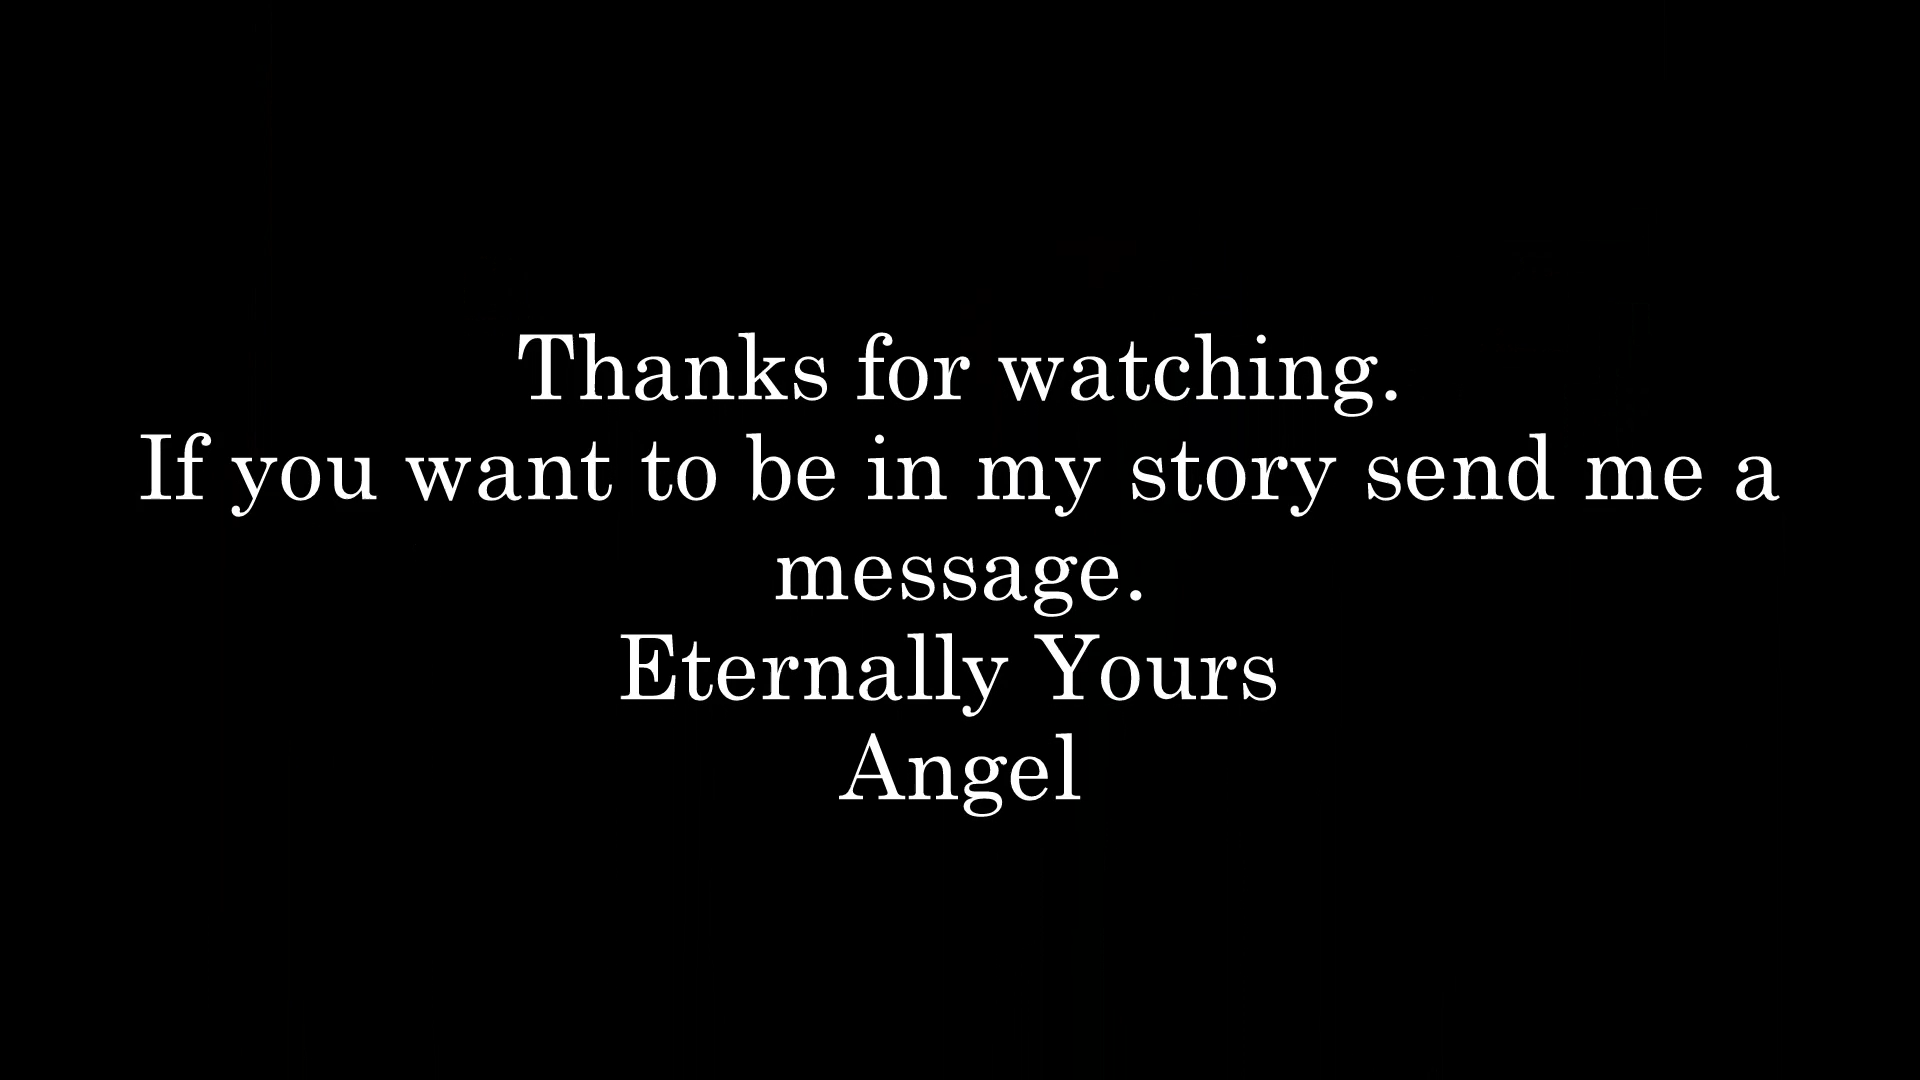 Thanks for watching.
If you want to be in my story send me a
message.
Eternally Yours
Angel